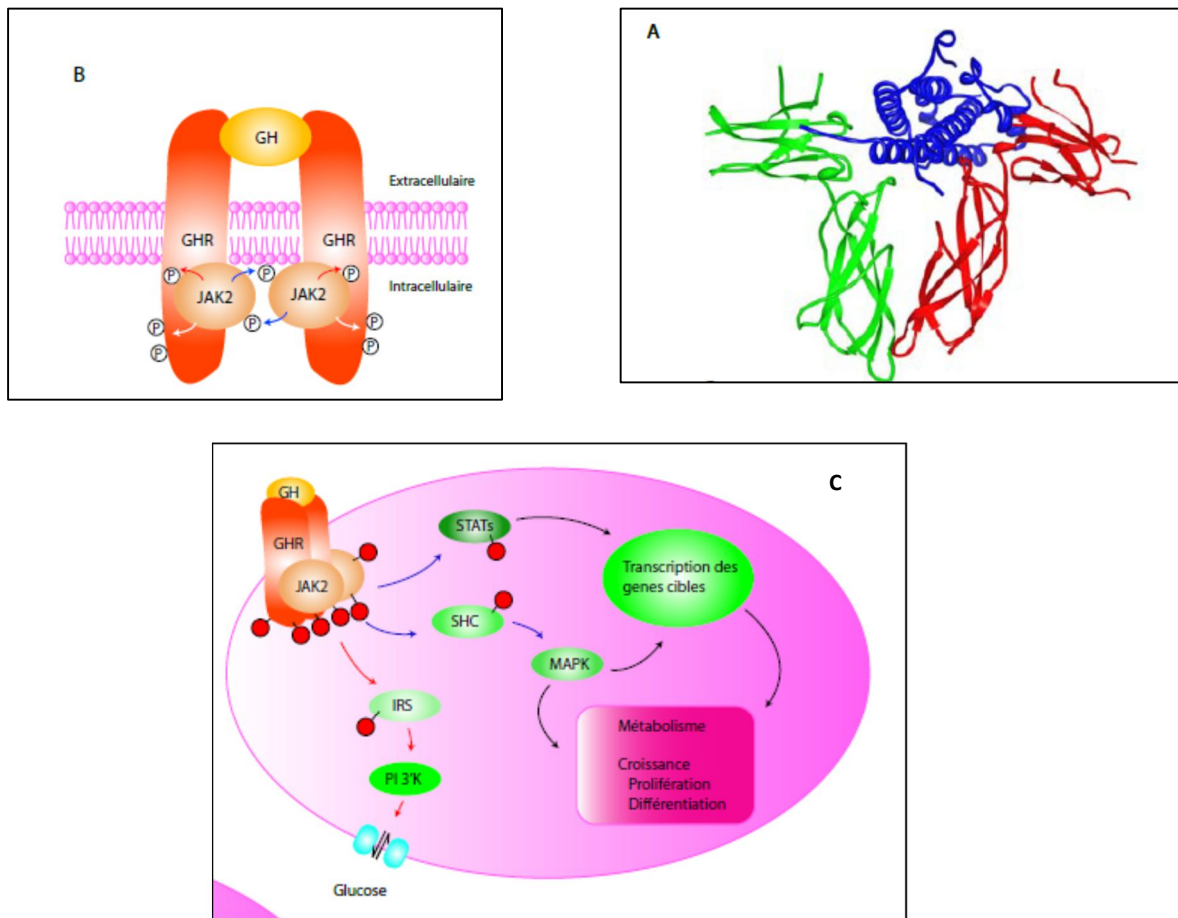 B
GH
Extracellulaire
GHR
GHR
P
P
P
JAK2
JAK2
Intracellulaire
P
P
P
P
P
A
GH
GHR
JAK2
STATs
SHC
MAPK
IRS
PI 3'K
Glucose
C
Transcription des
genes cibles
Métabolisme
Croissance
Prolifération
Différentiation